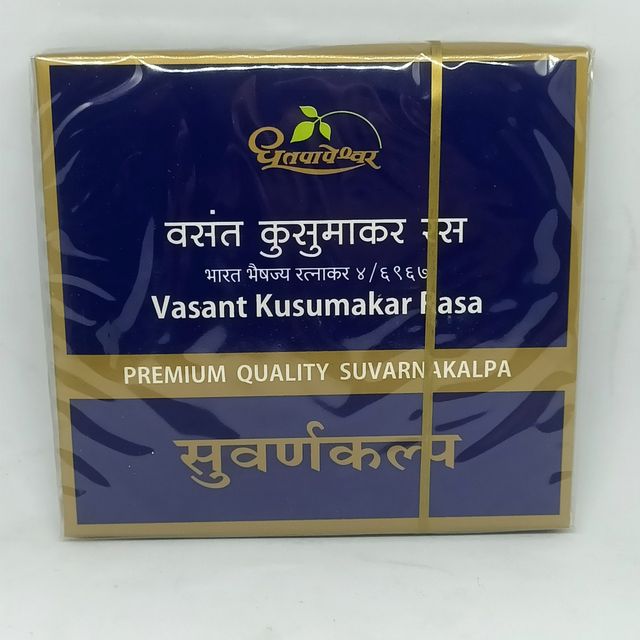 धूतपापेश्वर
वसंत कुसुमाकर रस
भारत भैषज्य रत्नाकर ४/६९६७
Vasant Kusumakar Rasa
PREMIUM QUALITY SUVARNAKALPA
सुवर्णकल्प